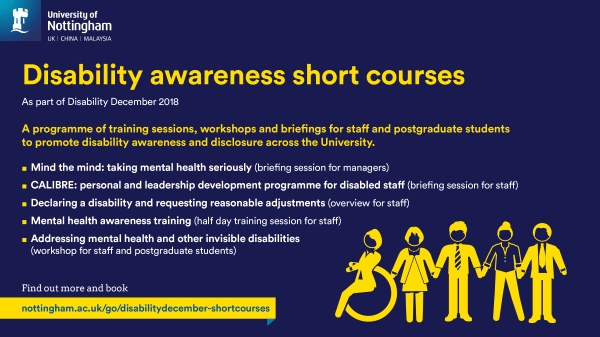 University of
Nottingham
UK | CHINA | MALAYSIA
Disability awareness short courses
As part of Disability December 2018
A programme of training sessions, workshops and briefings for staff and postgraduate students
to promote disability awareness and disclosure across the University.
Mind the mind: taking mental health seriously (briefing session for managers)
CALIBRE: personal and leadership development programme for disabled staff (briefing session for staff)
Declaring a disability and requesting reasonable adjustments (overview for staff)
Mental health awareness training (half day training session for staff)
Addressing mental health and other invisible disabilities
(workshop for staff and postgraduate students)
Find out more and book
nottingham.ac.uk/go/disabilitydecember-shortcourses